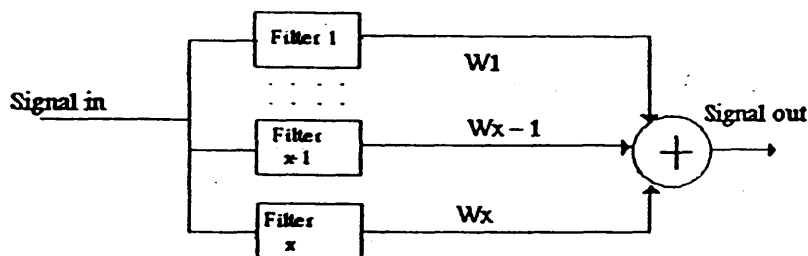 Filter 1
W1
Signal in
Signal out
Filter
x-1
Wx - 1
+
Filter
x
Wx